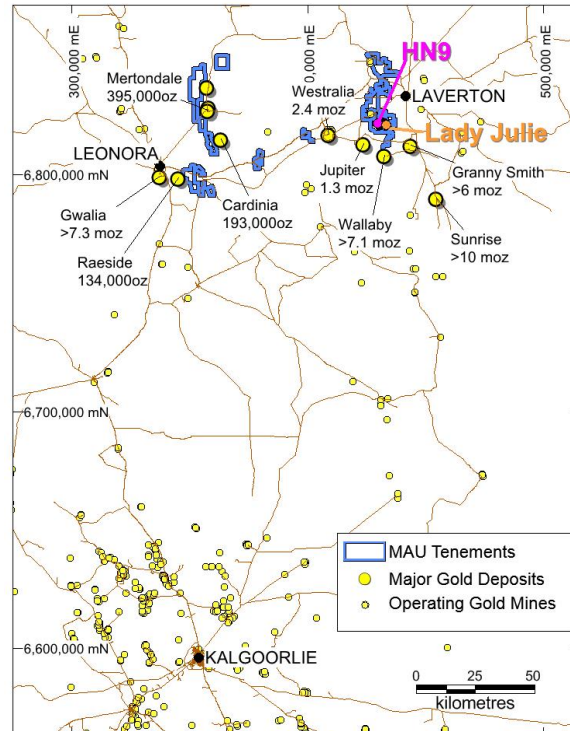 300,000 mE
0,000 mE
500,000 mE
HN9
Mertondale
395,000oz
Westralia
2.4 moz
LAVERTON
Lady Julie
LEONORA
6,800,000 mN
Jupiter
1.3 moz
Granny Smith
>6 moz
Gwalia
>7.3 moz
Cardinia
193,000oz
Wallaby
>7.1 moz
Sunrise
>10 moz
Raeside
134,000oz
6,700,000 mN
MAU Tenements
Major Gold Deposits
Operating Gold Mines
6,600,000 mN
KALGOORLIE
0 12.5 25 50
kilometres